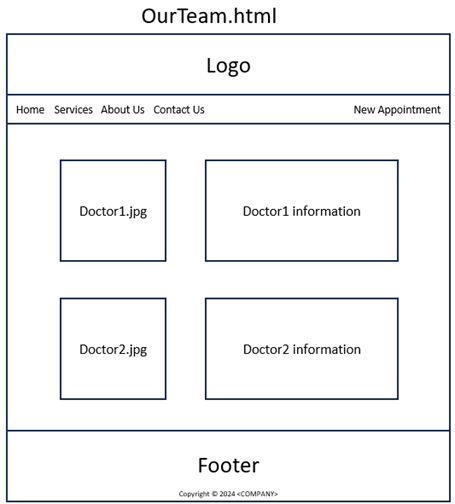 OurTeam.html
Logo
Home Services About Us Contact Us New Appointment
Doctor1.jpg Doctor1 information
Doctor2.jpg Doctor2 information
Footer
Copyright © 2024 <COMPANY>